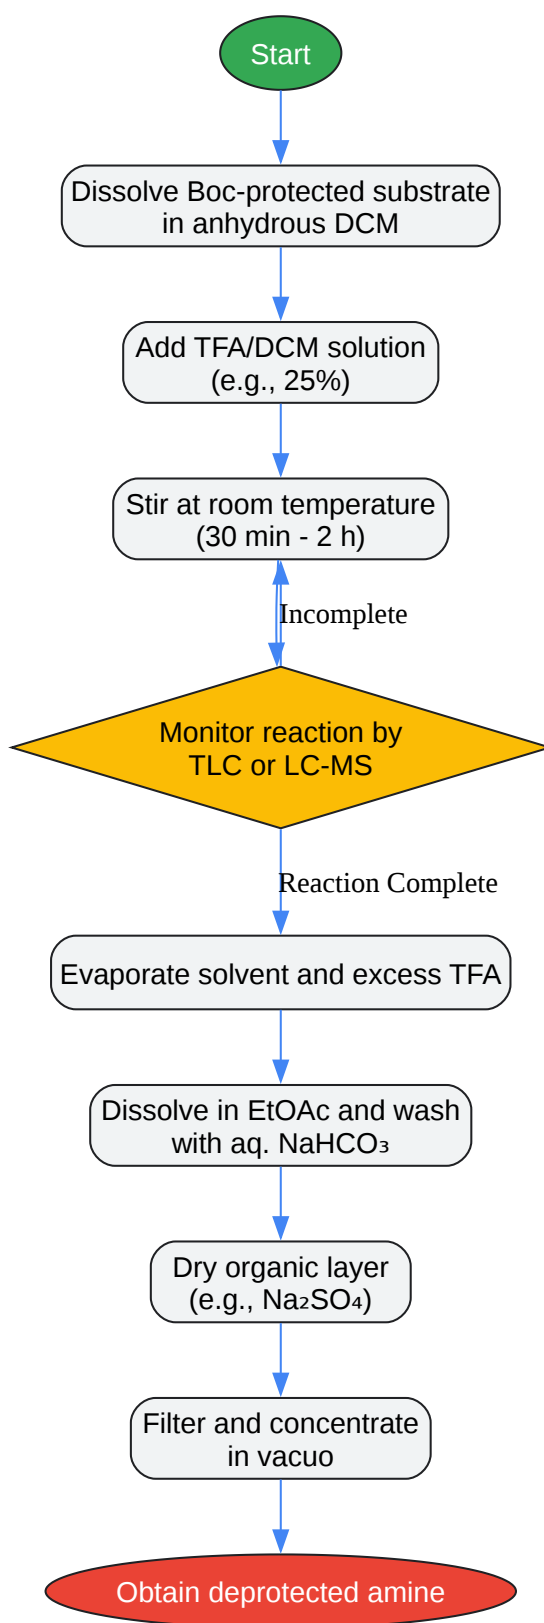 Start
Dissolve Boc-protected substrate
in anhydrous DCM
Add TFA/DCM solution
(e.g., 25%)
Stir at room temperature
(30 min - 2 h)
Incomplete
Monitor reaction by
TLC or LC-MS
Reaction Complete
Evaporate solvent and excess TFA
Dissolve in EtOAc and wash
with aq. NaHCO₃
Dry organic layer
(e.g., Na₂SO₄)
Filter and concentrate
in vacuo
Obtain deprotected amine